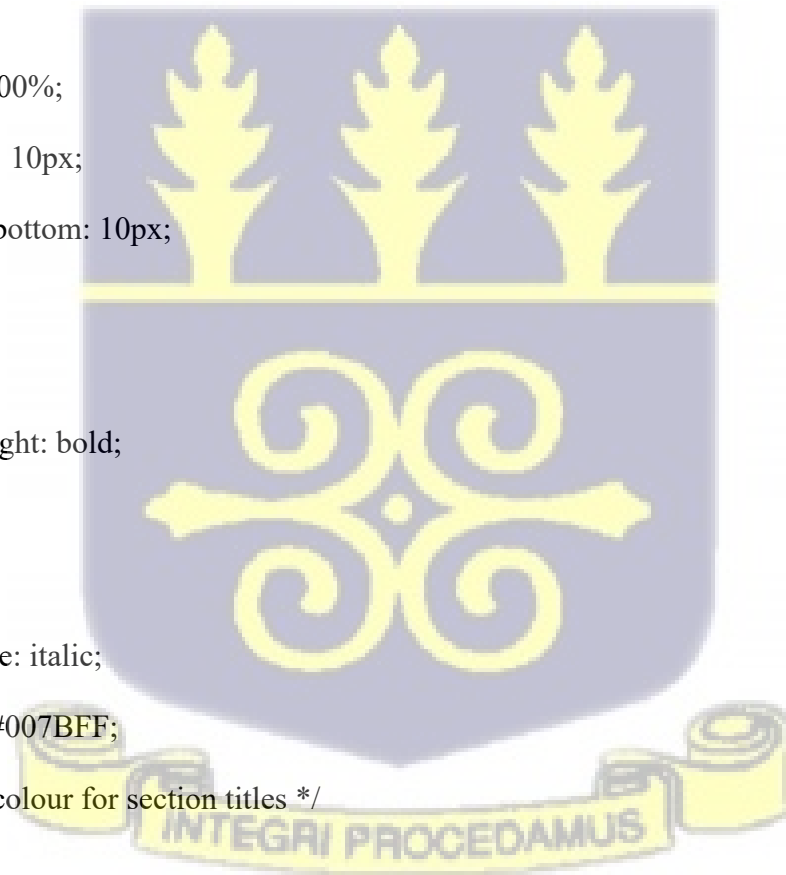 00%;
10px;
bottom: 10px;
ght: bold;
e: italic;
#007BFF;
colour for section titles */
INTEGRI PROCEDAMUS